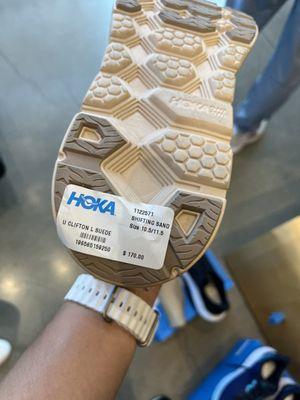 HOKA
HOKA
1122571
SHIFTING SAND
Size 10.5/11.5
U CLIFTON L SUEDE
196565159250
$ 170.00